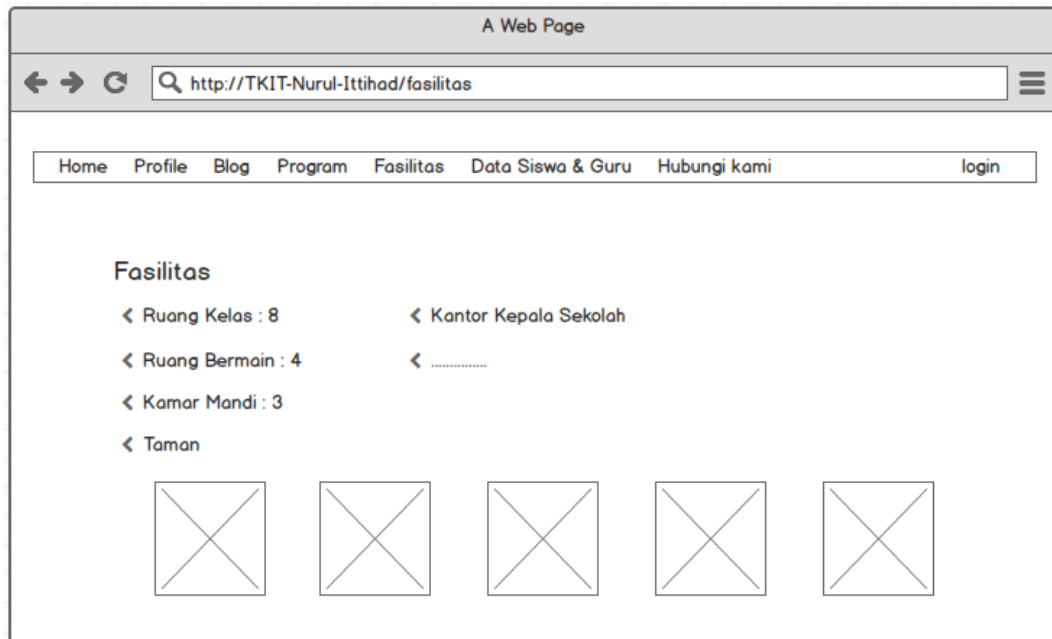 A Web Page
http://TKIT-Nurul-Ittihad/fasilitas
Home Profile Blog Program Fasilitas Data Siswa & Guru Hubungi kami login
Fasilitas
Ruang Kelas : 8
Ruang Bermain : 4
Kamar Mandi : 3
Taman
Kantor Kepala Sekolah
................